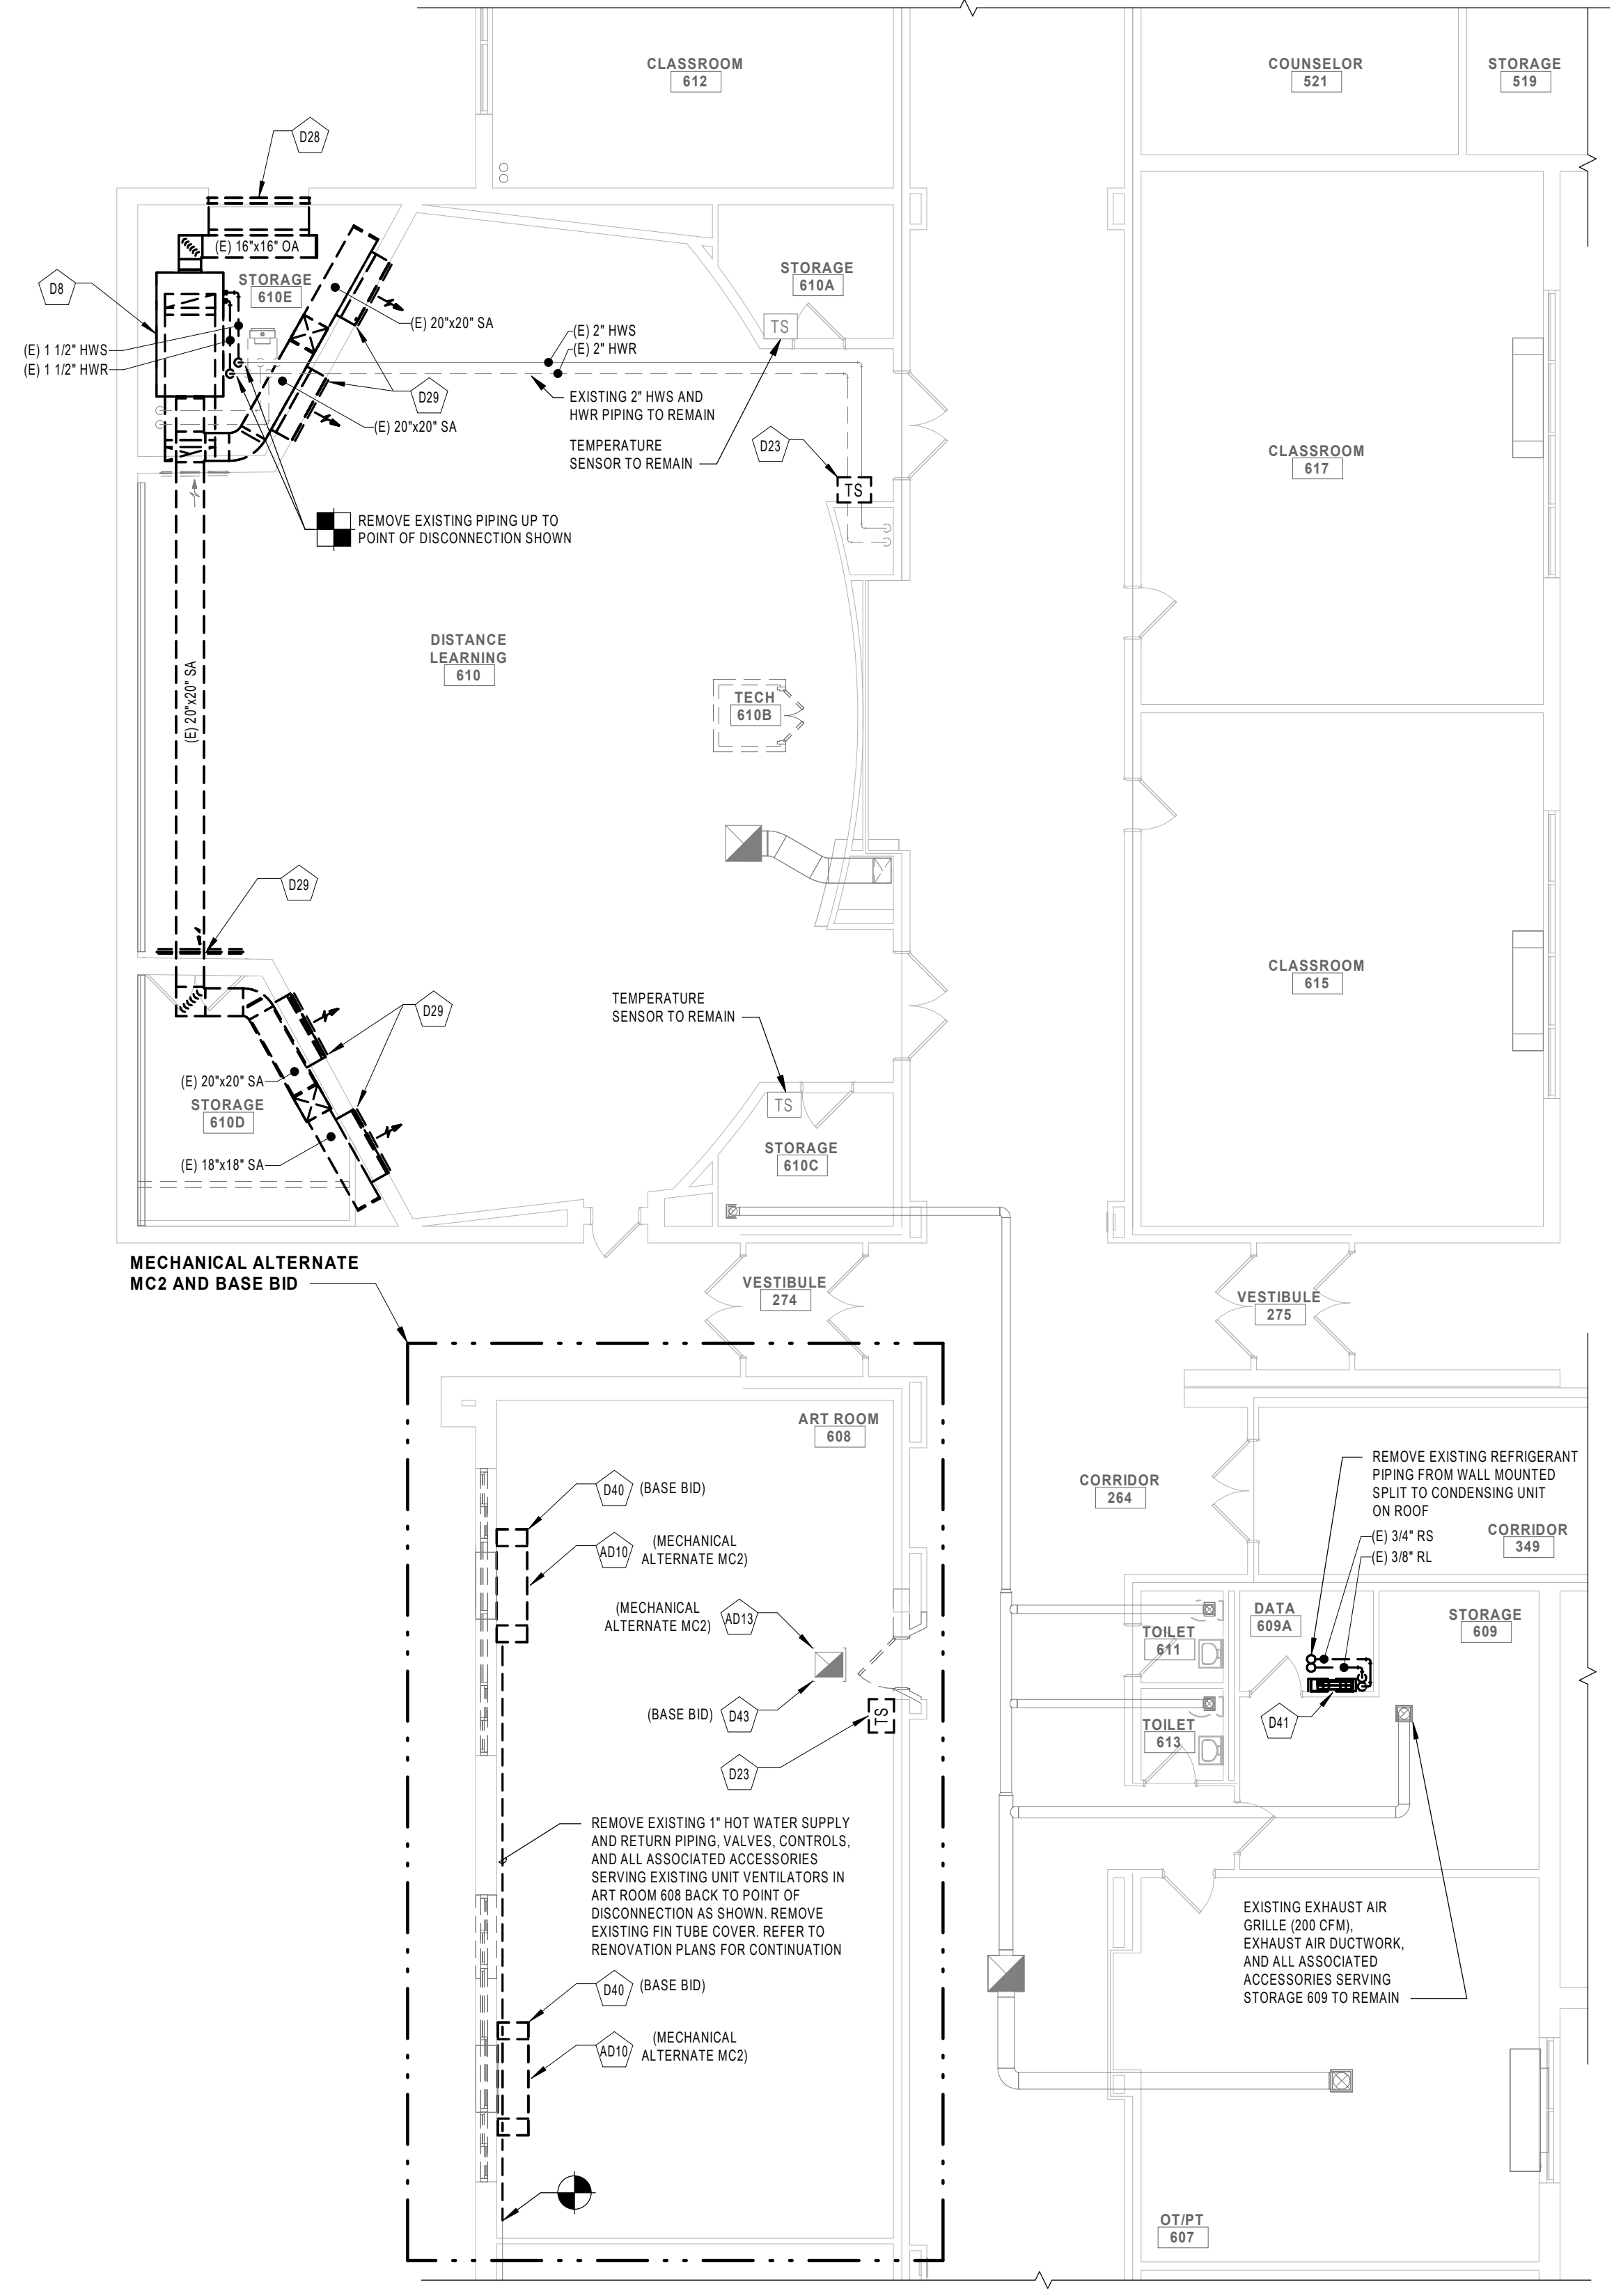 CLASSROOM
612
COUNSELOR
521
STORAGE
519
D28
(E) 16"x16" OA
STORAGE
610E
D8
(E) 1 1/2" HWS
(E) 1 1/2" HWR
(E) 20"x20" SA
(E) 20"x20" SA
D29
(E) 2" HWS
(E) 2" HWR
EXISTING 2" HWS AND
HWR PIPING TO REMAIN
STORAGE
610A
TS
TEMPERATURE
SENSOR TO REMAIN
D23
TS
CLASSROOM
617
REMOVE EXISTING PIPING UP TO
POINT OF DISCONNECTION SHOWN
DISTANCE
LEARNING
610
(E) 20"x20" SA
TECH
610B
D29
D29
CLASSROOM
615
TEMPERATURE
SENSOR TO REMAIN
TS
(E) 20"x20" SA
STORAGE
610D
(E) 18"x18" SA
STORAGE
610C
MECHANICAL ALTERNATE
MC2 AND BASE BID
VESTIBULE
274
VESTIBULE
275
ART ROOM
608
D40
(BASE BID)
AD10
(MECHANICAL
ALTERNATE MC2)
(MECHANICAL
ALTERNATE MC2)
AD13
(BASE BID)
D43
TS
D23
CORRIDOR
264
REMOVE EXISTING REFRIGERANT
PIPING FROM WALL MOUNTED
SPLIT TO CONDENSING UNIT
ON ROOF
(E) 3/4" RS
(E) 3/8" RL
CORRIDOR
349
TOILET
611
DATA
609A
STORAGE
609
TOILET
613
D41
REMOVE EXISTING 1" HOT WATER SUPPLY
AND RETURN PIPING, VALVES, CONTROLS,
AND ALL ASSOCIATED ACCESSORIES
SERVING EXISTING UNIT VENTILATORS IN
ART ROOM 608 BACK TO POINT OF
DISCONNECTION AS SHOWN. REMOVE
EXISTING FIN TUBE COVER. REFER TO
RENOVATION PLANS FOR CONTINUATION
EXISTING EXHAUST AIR
GRILLE (200 CFM),
EXHAUST AIR DUCTWORK,
AND ALL ASSOCIATED
ACCESSORIES SERVING
STORAGE 609 TO REMAIN
D40
(BASE BID)
AD10
(MECHANICAL
ALTERNATE MC2)
OT/PT
607